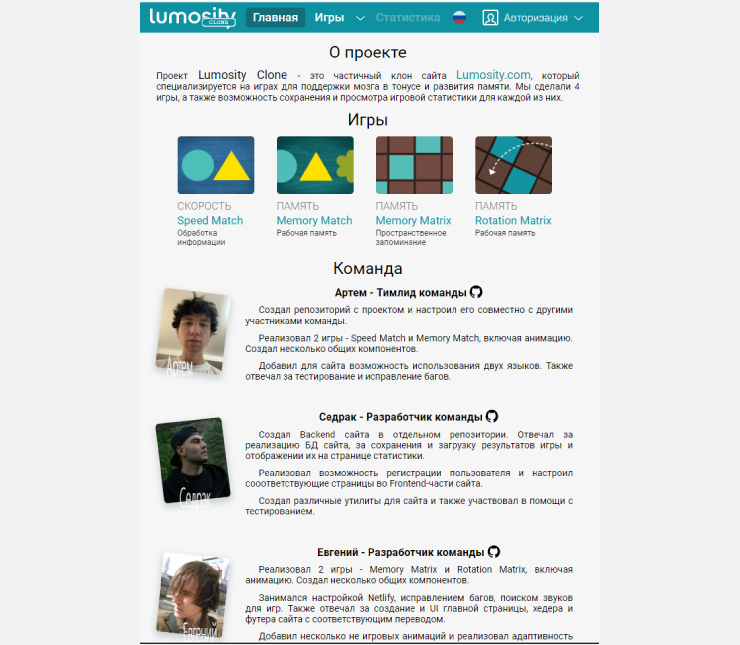 lumosity CLONE Главная Игры Статистика Авторизация
О проекте
Проект Lumosity Clone - это частичный клон сайта Lumosity.com, который
специализируется на играх для поддержки мозга в тонусе и развития памяти. Мы сделали 4
игры, а также возможность сохранения и просмотра игровой статистики для каждой из них.
Игры
СКОРОСТЬ
Speed Match
Обработка
информации
ПАМЯТЬ
Memory Match
Рабочая память
ПАМЯТЬ
Memory Matrix
Пространственное
запоминание
ПАМЯТЬ
Rotation Matrix
Рабочая память
Команда
Артем
Артем - Тимлид команды
Создал репозиторий с проектом и настроил его совместно с другими
участниками команды.
Реализовал 2 игры - Speed Match и Memory Match, включая анимацию.
Создал несколько общих компонентов.
Добавил для сайта возможность использования двух языков. Также
отвечал за тестирование и исправление багов.
Седрак
Седрак - Разработчик команды
Создал Backend сайта в отдельном репозитории. Отвечал за
реализацию БД сайта, за сохранения и загрузку результатов игры и
отображении их на странице статистики.
Реализовал возможность регистрации пользователя и настроил
сооответствующие страницы во Frontend-части сайта.
Создал различные утилиты для сайта и также участвовал в помощи с
тестированием.
Евгений
Евгений - Разработчик команды
Реализовал 2 игры - Memory Matrix и Rotation Matrix, включая
анимацию. Создал несколько общих компонентов.
Занимался настройкой Netlify, исправлением багов, поиском звуков
для игр. Также отвечал за создание и UI главной страницы, хедера и
футера сайта с соответствующим переводом.
Добавил несколько не игровых анимаций и реализовал адаптивность